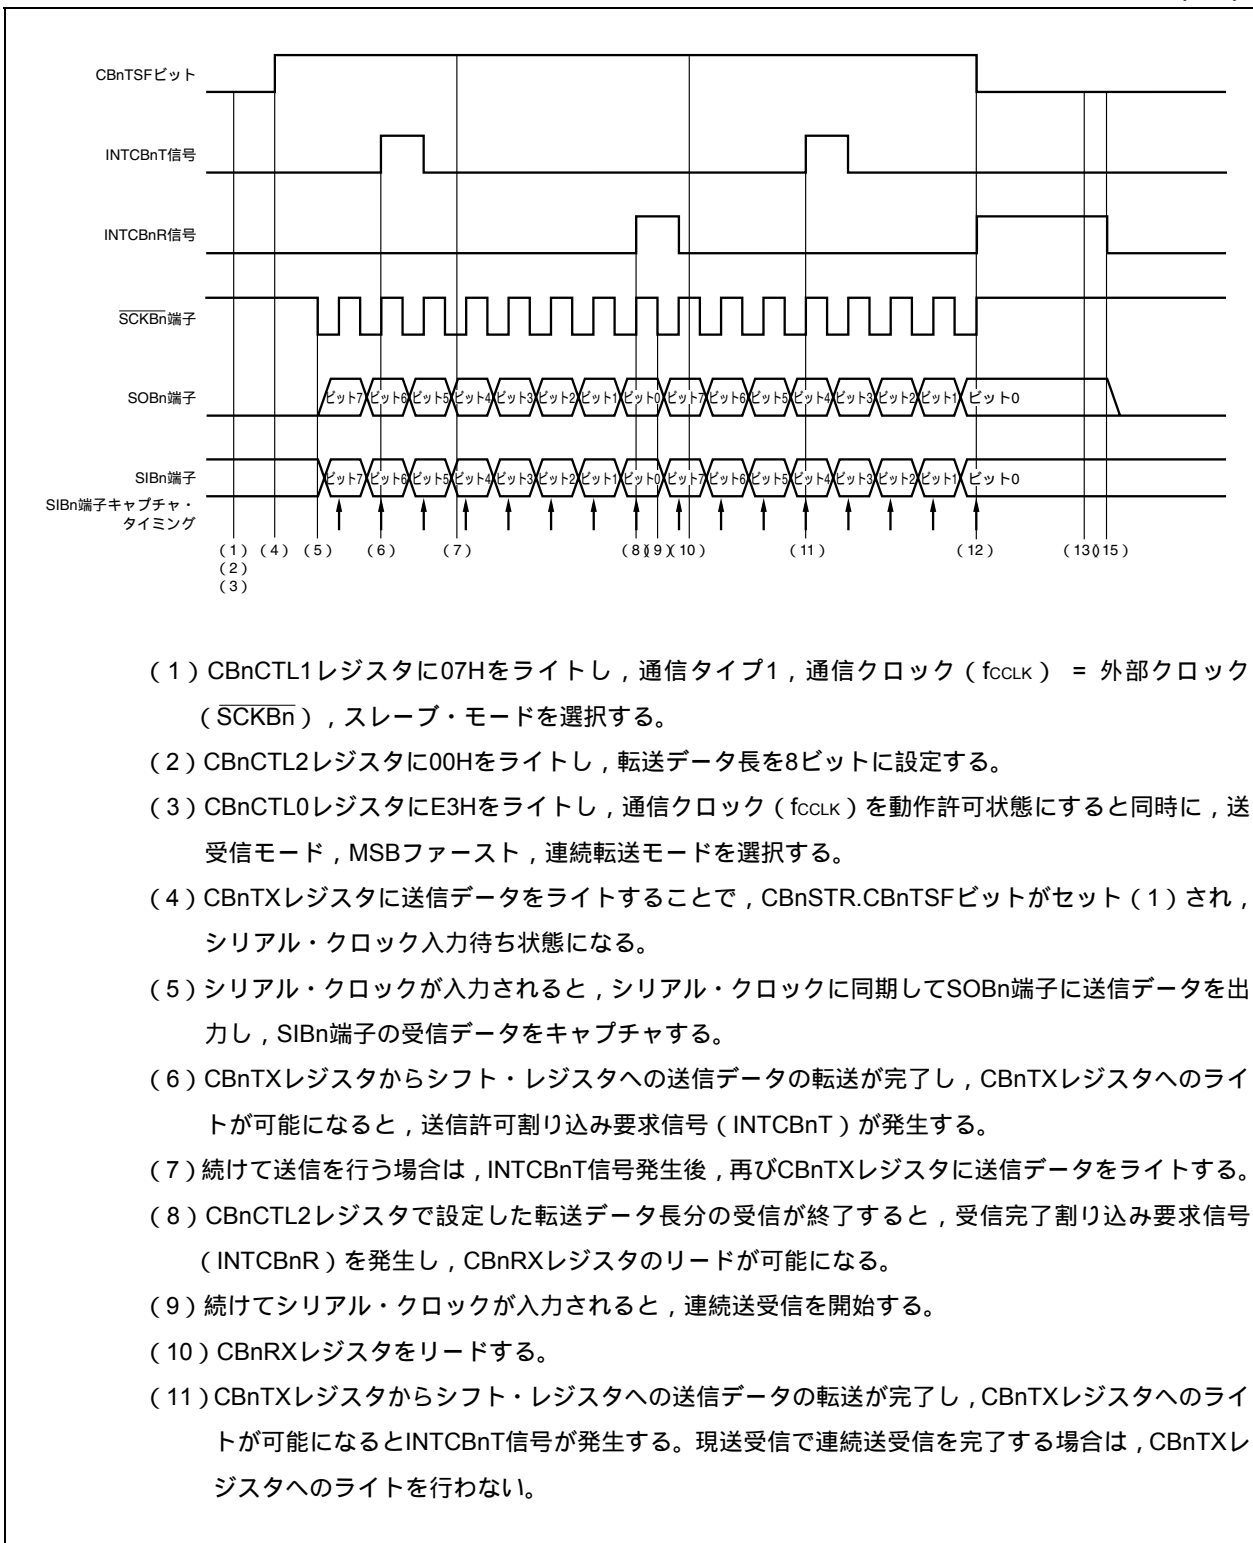 CBnTSFビット
INTCBnT信号
INTCBnR信号
SCKBn端子
SOBn端子
ビット7 ビット6 ビット5 ビット4 ビット3 ビット2 ビット1 ビット0 ビット7 ビット6 ビット5 ビット4 ビット3 ビット2 ビット1 ビット0
SIBn端子
ビット7 ビット6 ビット5 ビット4 ビット3 ビット2 ビット1 ビット0 ビット7 ビット6 ビット5 ビット4 ビット3 ビット2 ビット1 ビット0
SIBn端子キャプチャ・
タイミング
(1) (4) (5) (6) (7) (8) (9) (10) (11) (12) (13) (15)
(2)
(3)
(1)CBnCTL1レジスタに07Hをライトし，通信タイプ1，通信クロック（fCCLK） = 外部クロック
（SCKBn），スレーブ・モードを選択する。
(2)CBnCTL2レジスタに00Hをライトし，転送データ長を8ビットに設定する。
(3)CBnCTL0レジスタにE3Hをライトし，通信クロック（fCCLK）を動作許可状態にすると同時に，送
受信モード，MSBファースト，連続転送モードを選択する。
(4)CBnTXレジスタに送信データをライトすることで，CBnSTR.CBnTSFビットがセット（1）され，
シリアル・クロック入力待ち状態になる。
(5)シリアル・クロックが入力されると，シリアル・クロックに同期してSOBn端子に送信データを出
力し，SIBn端子の受信データをキャプチャする。
(6)CBnTXレジスタからシフト・レジスタへの送信データの転送が完了し，CBnTXレジスタへのライ
トが可能になると，送信許可割り込み要求信号（INTCBnT）が発生する。
(7)続けて送信を行う場合は，INTCBnT信号発生後，再びCBnTXレジスタに送信データをライトする。
(8)CBnCTL2レジスタで設定した転送データ長分の受信が終了すると，受信完了割り込み要求信号
（INTCBnR）を発生し，CBnRXレジスタのリードが可能になる。
(9)続けてシリアル・クロックが入力されると，連続送受信を開始する。
(10)CBnRXレジスタをリードする。
(11)CBnTXレジスタからシフト・レジスタへの送信データの転送が完了し，CBnTXレジスタへのライ
トが可能になるとINTCBnT信号が発生する。現送受信で連続送受信を完了する場合は，CBnTXレ
ジスタへのライトを行わない。